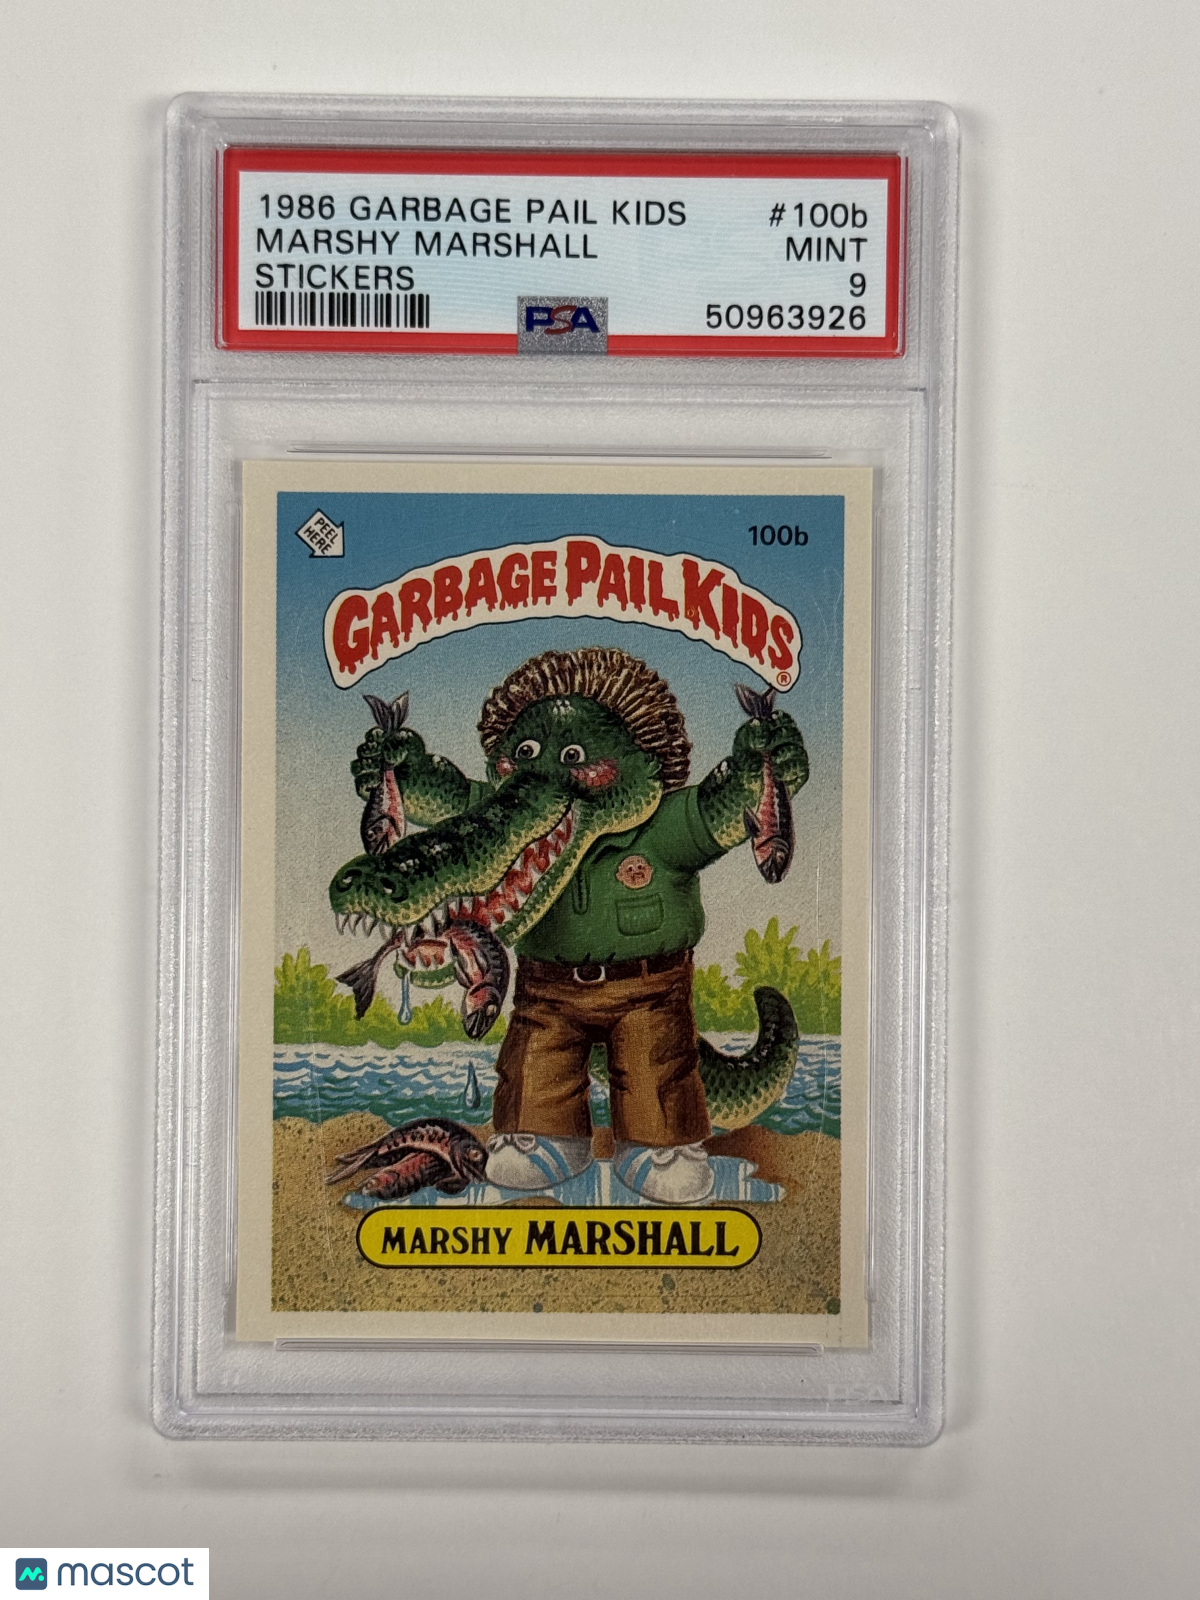 1986 GARBAGE PAIL KIDS #100b
MARSHY MARSHALL MINT
STICKERS 9
PSA 50963926
PEEL
HERE
100b
GARBAGE PAIL KIDS
®
MARSHY MARSHALL
PSA
mascot